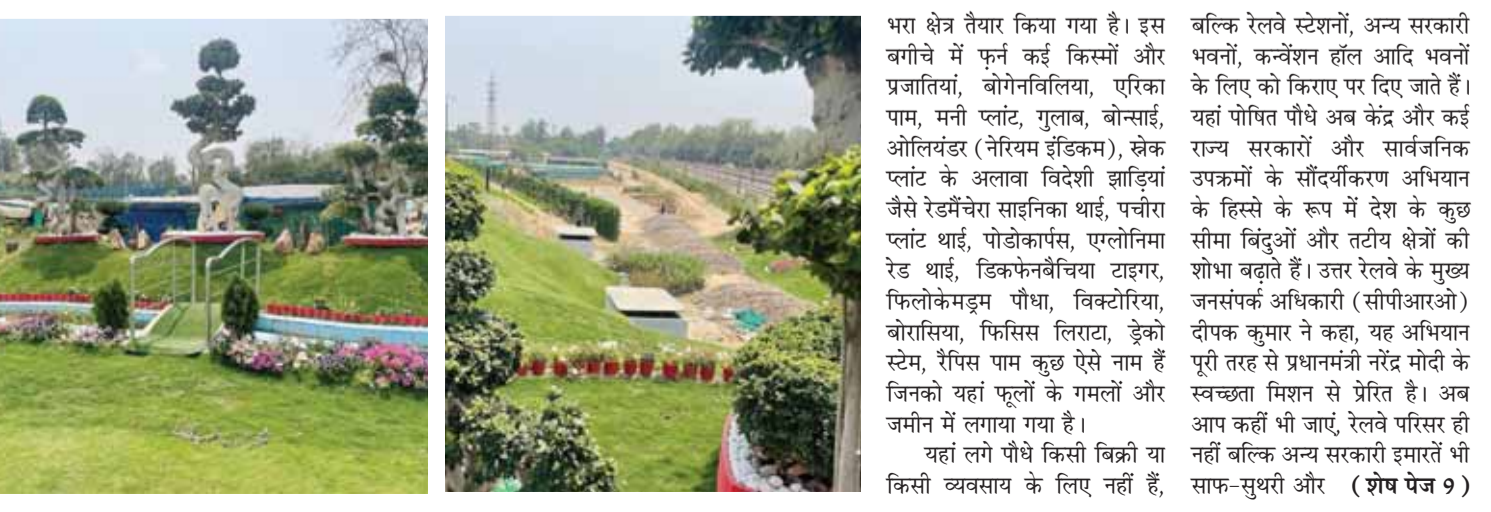 भरा क्षेत्र तैयार किया गया है। इस
बगीचे में फर्न कई किस्मों और
प्रजातियां, बोगेनविलिया, एरिका
पाम, मनी प्लांट, गुलाब, बोन्साई,
ओलियंडर (नेरियम इंडिकम), स्नेक
प्लांट के अलावा विदेशी झाड़ियां
जैसे रेडमैंचेरा साइनिका थाई, पचीरा
प्लांट थाई, पोडोकार्पस, एग्लोनिमा
रेड थाई, डिकफेनबैचिया टाइगर,
फिलोकेमड्रम पौधा, विक्टोरिया,
बोरासिया, फिसिस लिराटा, ड्रेको
स्टेम, रैपिस पाम कुछ ऐसे नाम हैं
जिनको यहां फूलों के गमलों और
जमीन में लगाया गया है।
यहां लगे पौधे किसी बिक्री या
किसी व्यवसाय के लिए नहीं हैं,
बल्कि रेलवे स्टेशनों, अन्य सरकारी
भवनों, कन्वेंशन हॉल आदि भवनों
के लिए को किराए पर दिए जाते हैं।
यहां पोषित पौधे अब केंद्र और कई
राज्य सरकारों और सार्वजनिक
उपक्रमों के सौंदर्यीकरण अभियान
के हिस्से के रूप में देश के कुछ
सीमा बिंदुओं और तटीय क्षेत्रों की
शोभा बढ़ाते हैं। उत्तर रेलवे के मुख्य
जनसंपर्क अधिकारी (सीपीआरओ)
दीपक कुमार ने कहा, यह अभियान
पूरी तरह से प्रधानमंत्री नरेंद्र मोदी के
स्वच्छता मिशन से प्रेरित है। अब
आप कहीं भी जाएं, रेलवे परिसर ही
नहीं बल्कि अन्य सरकारी इमारतें भी
साफ-सुथरी और (शेष पेज 9)